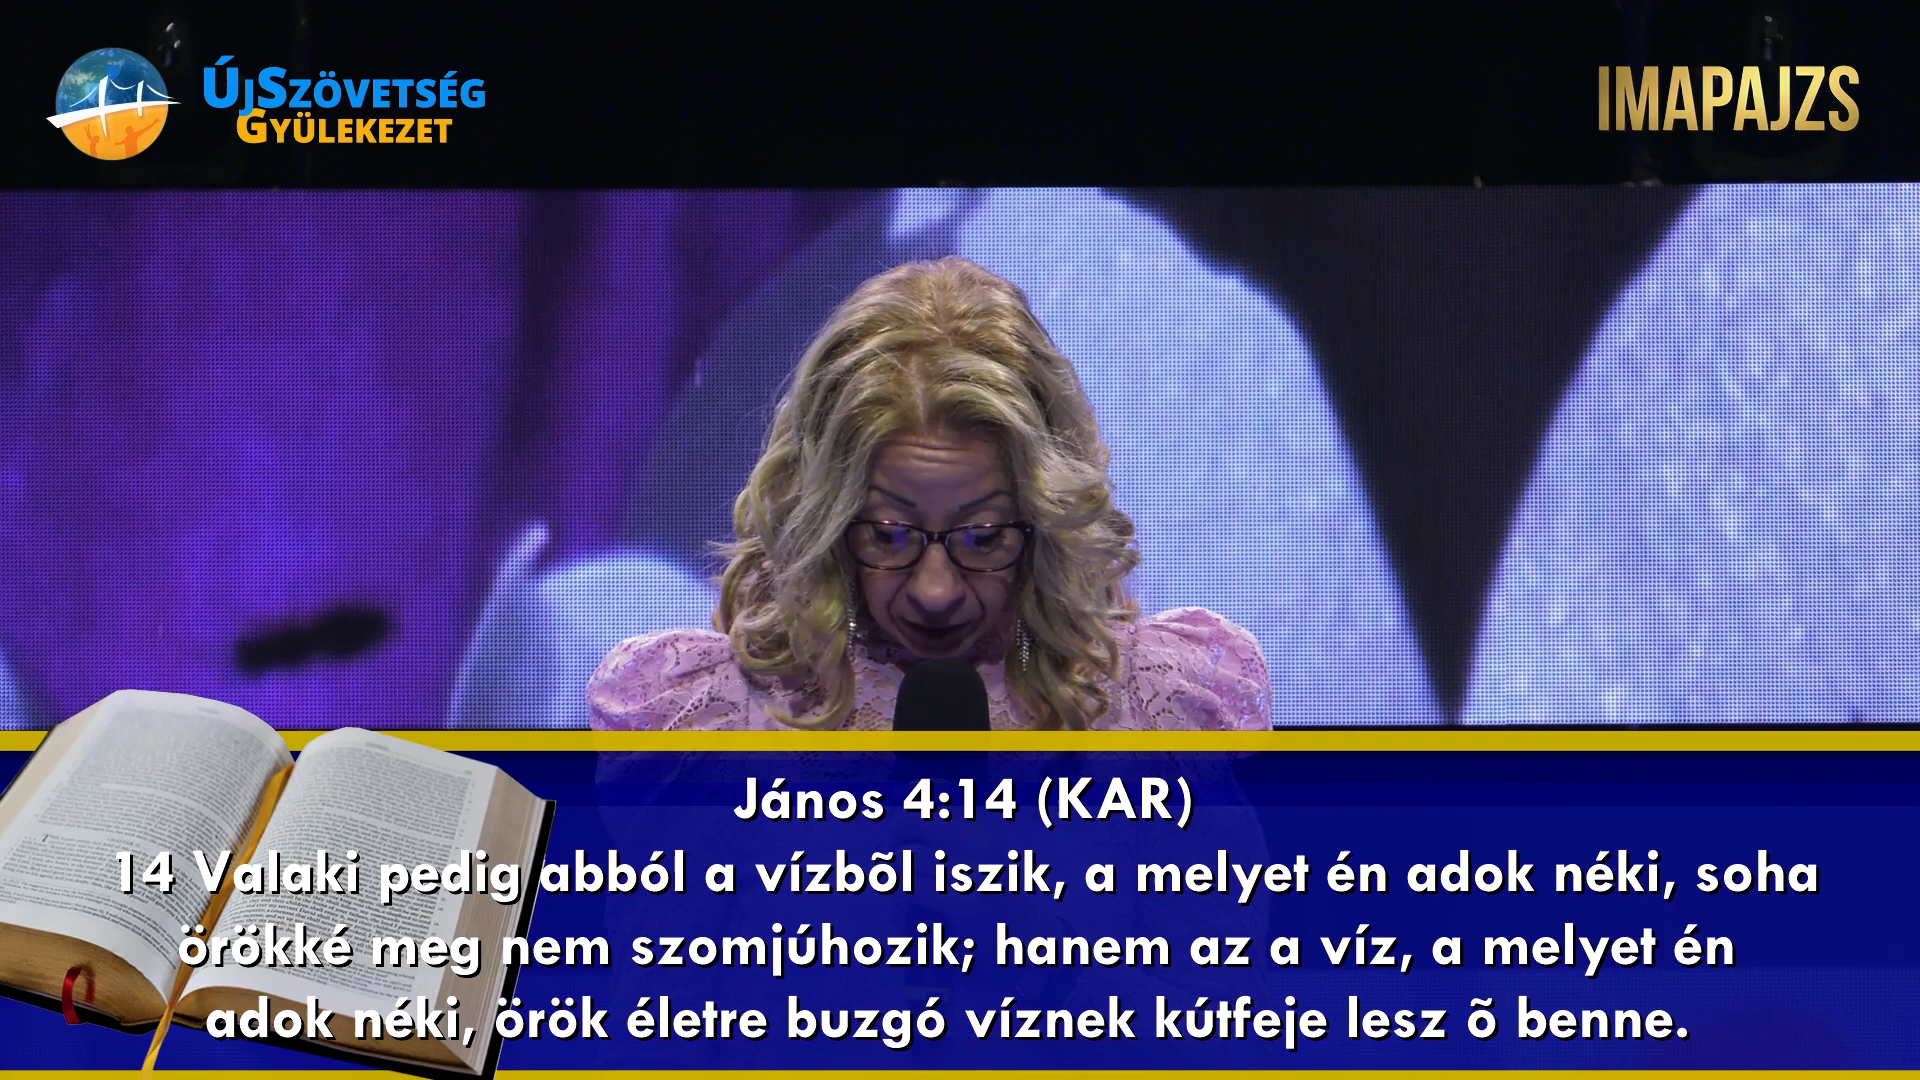 ÚJSZÖVETSÉG
GYÜLEKEZET
IMAPAJZS
János 4:14 (KAR)
14 Valaki pedig abból a vízbõl iszik, a melyet én adok néki, soha
örökké meg nem szomjúhozik; hanem az a víz, a melyet én
adok néki, örök életre buzgó víznek kútfeje lesz õ benne.